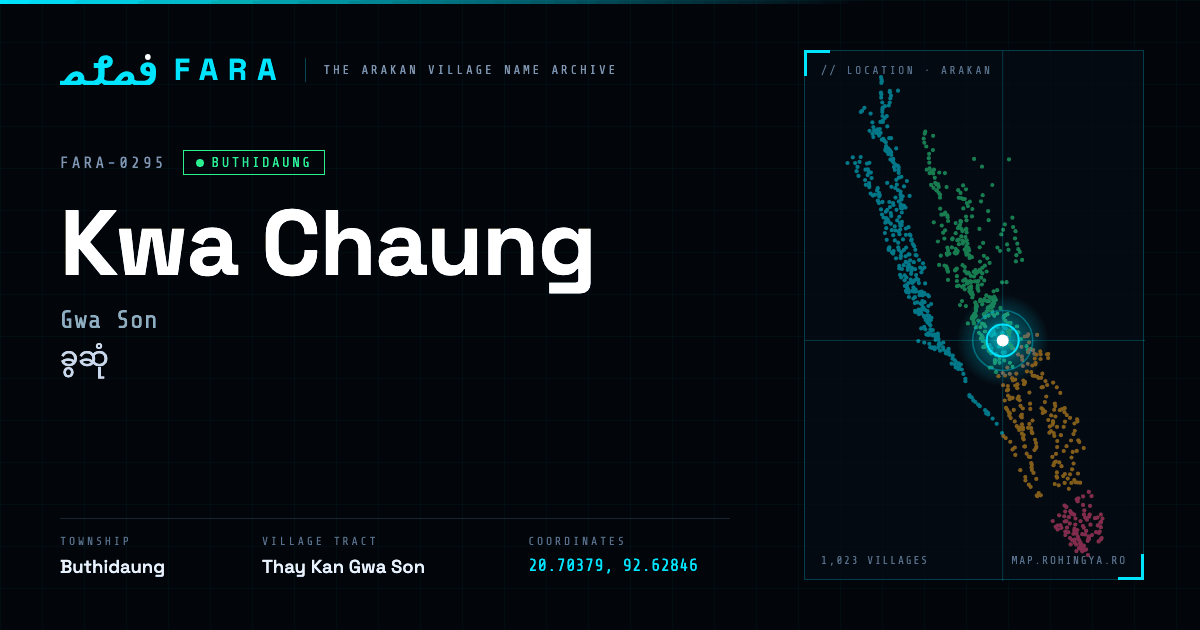 FARA
THE ARAKAN VILLAGE NAME ARCHIVE
FARA-0295
BUTHIDAUNG
Kwa Chaung
Gwa Son
ခွဆုံ
TOWNSHIP
Buthidaung
VILLAGE TRACT
Thay Kan Gwa Son
COORDINATES
20.70379, 92.62846
// LOCATION · ARAKAN
1,023 VILLAGES
MAP.ROHINGYA.RO